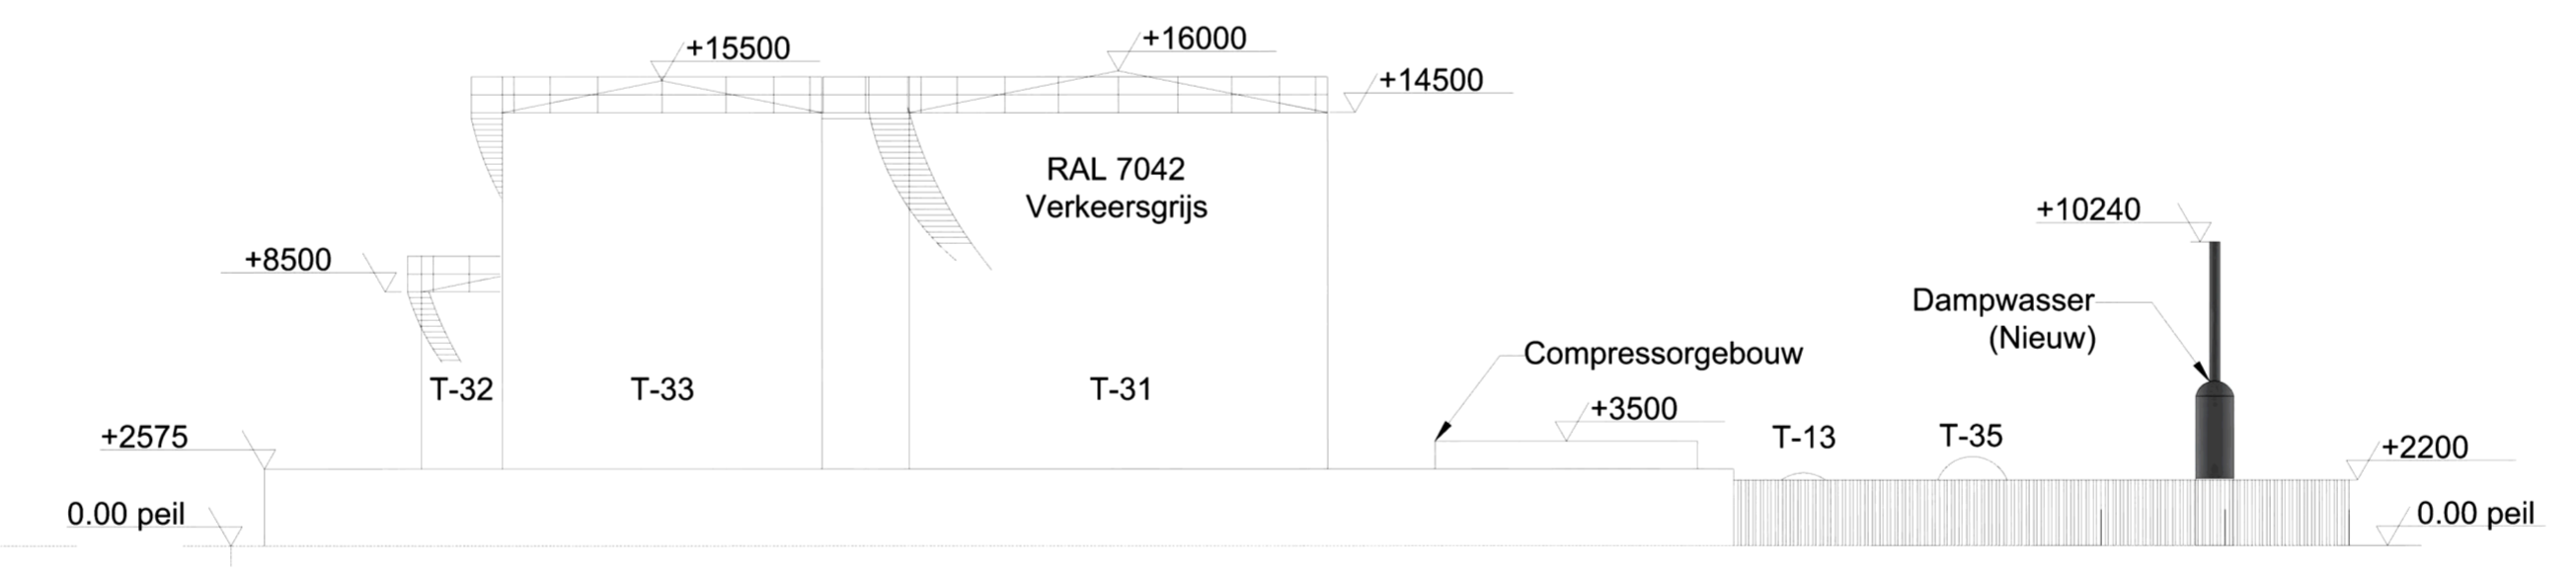 +15500
+16000
+14500
RAL 7042
Verkeersgrijs
+10240
+8500
Dampwasser
(Nieuw)
Compressorgebouw
T-32
T-33
T-31
+3500
+2575
T-13
T-35
+2200
0.00 peil
0.00 peil